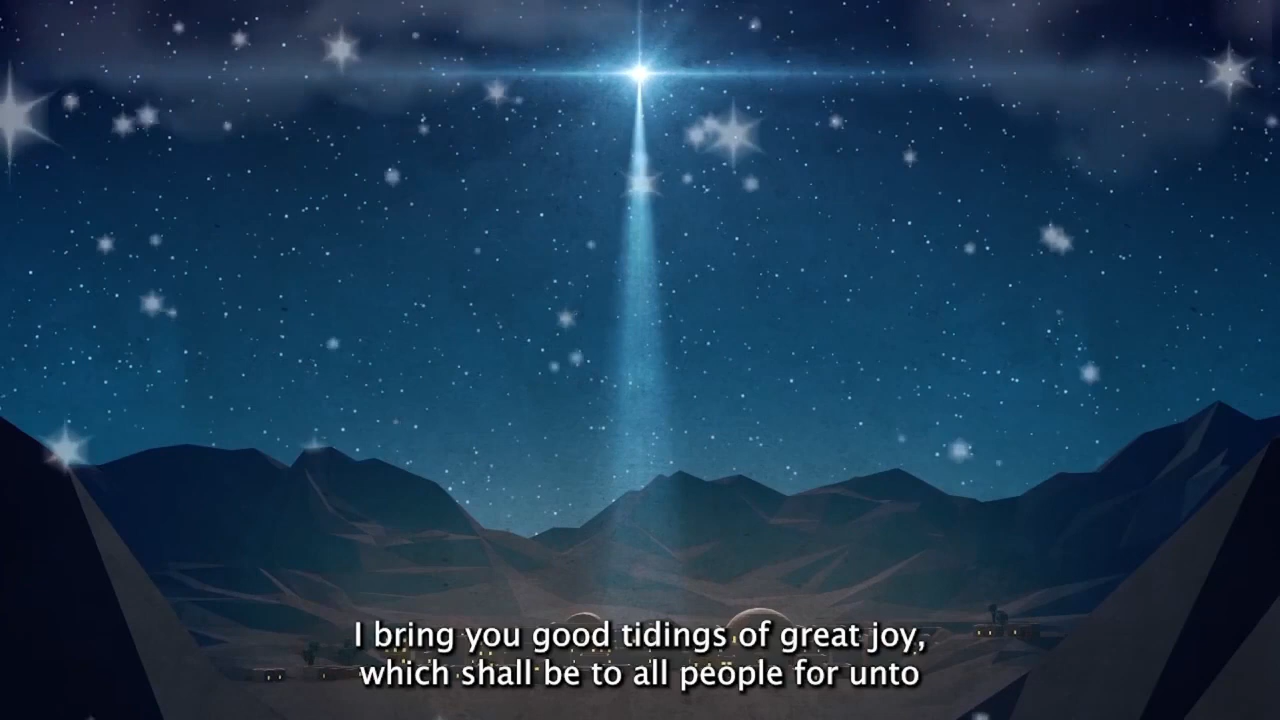 I bring you good tidings of great joy,
which shall be to all people for unto